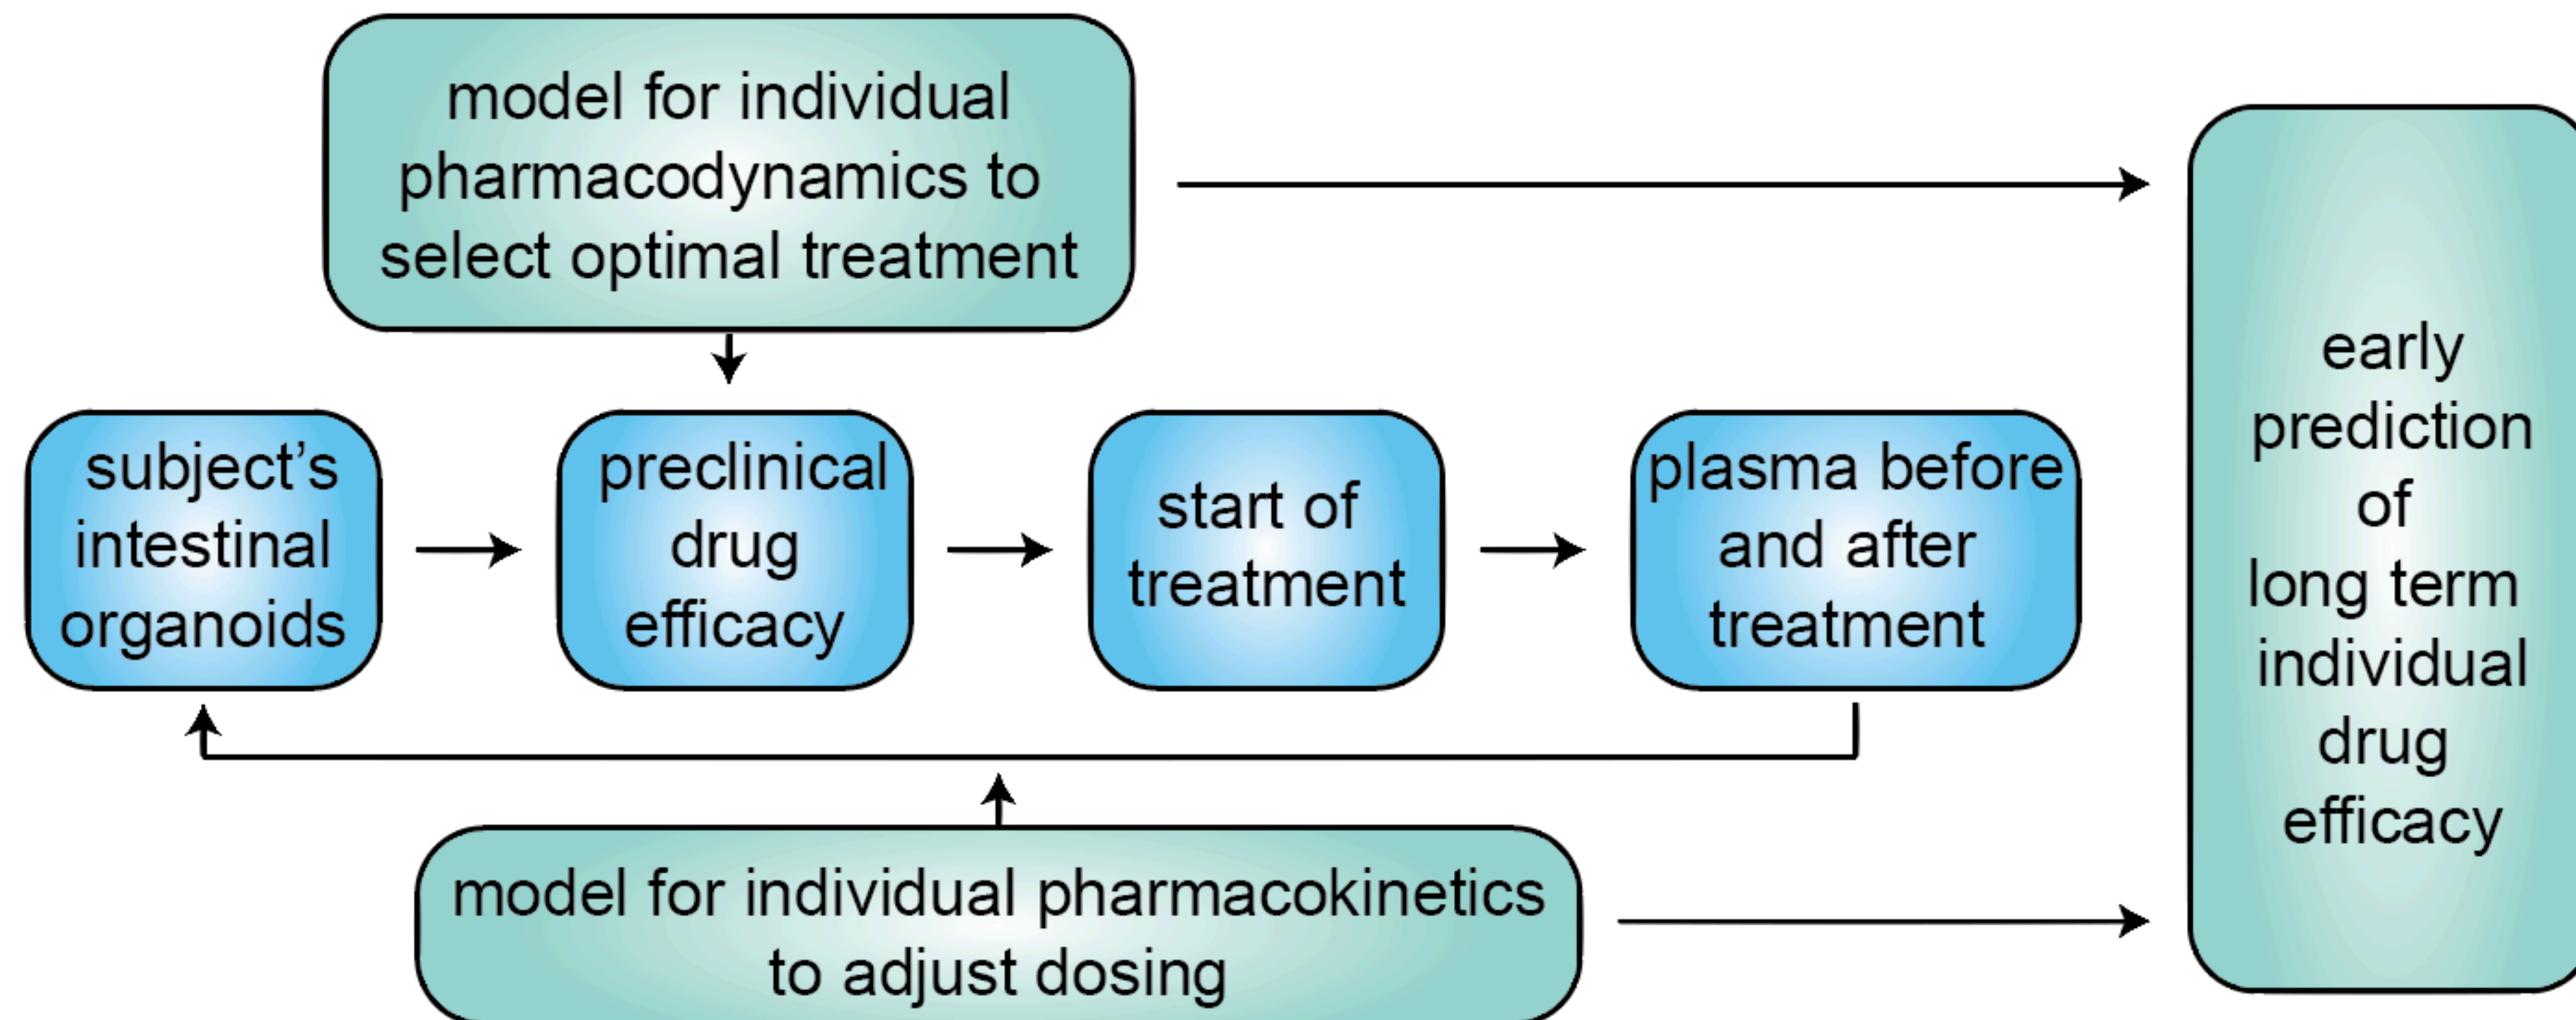 model for individual
pharmacodynamics to
select optimal treatment
subject’s
intestinal
organoids
preclinical
drug
efficacy
start of
treatment
plasma before
and after
treatment
model for individual pharmacokinetics
to adjust dosing
early
prediction
of
long term
individual
drug
efficacy